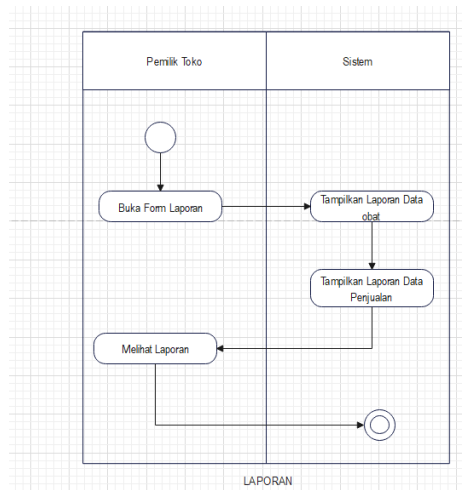 Pemilik Toko
Sistem
Buka Form Laporan
Tampilkan Laporan Data
obat
Tampilkan Laporan Data
Penjualan
Melihat Laporan
LAPORAN